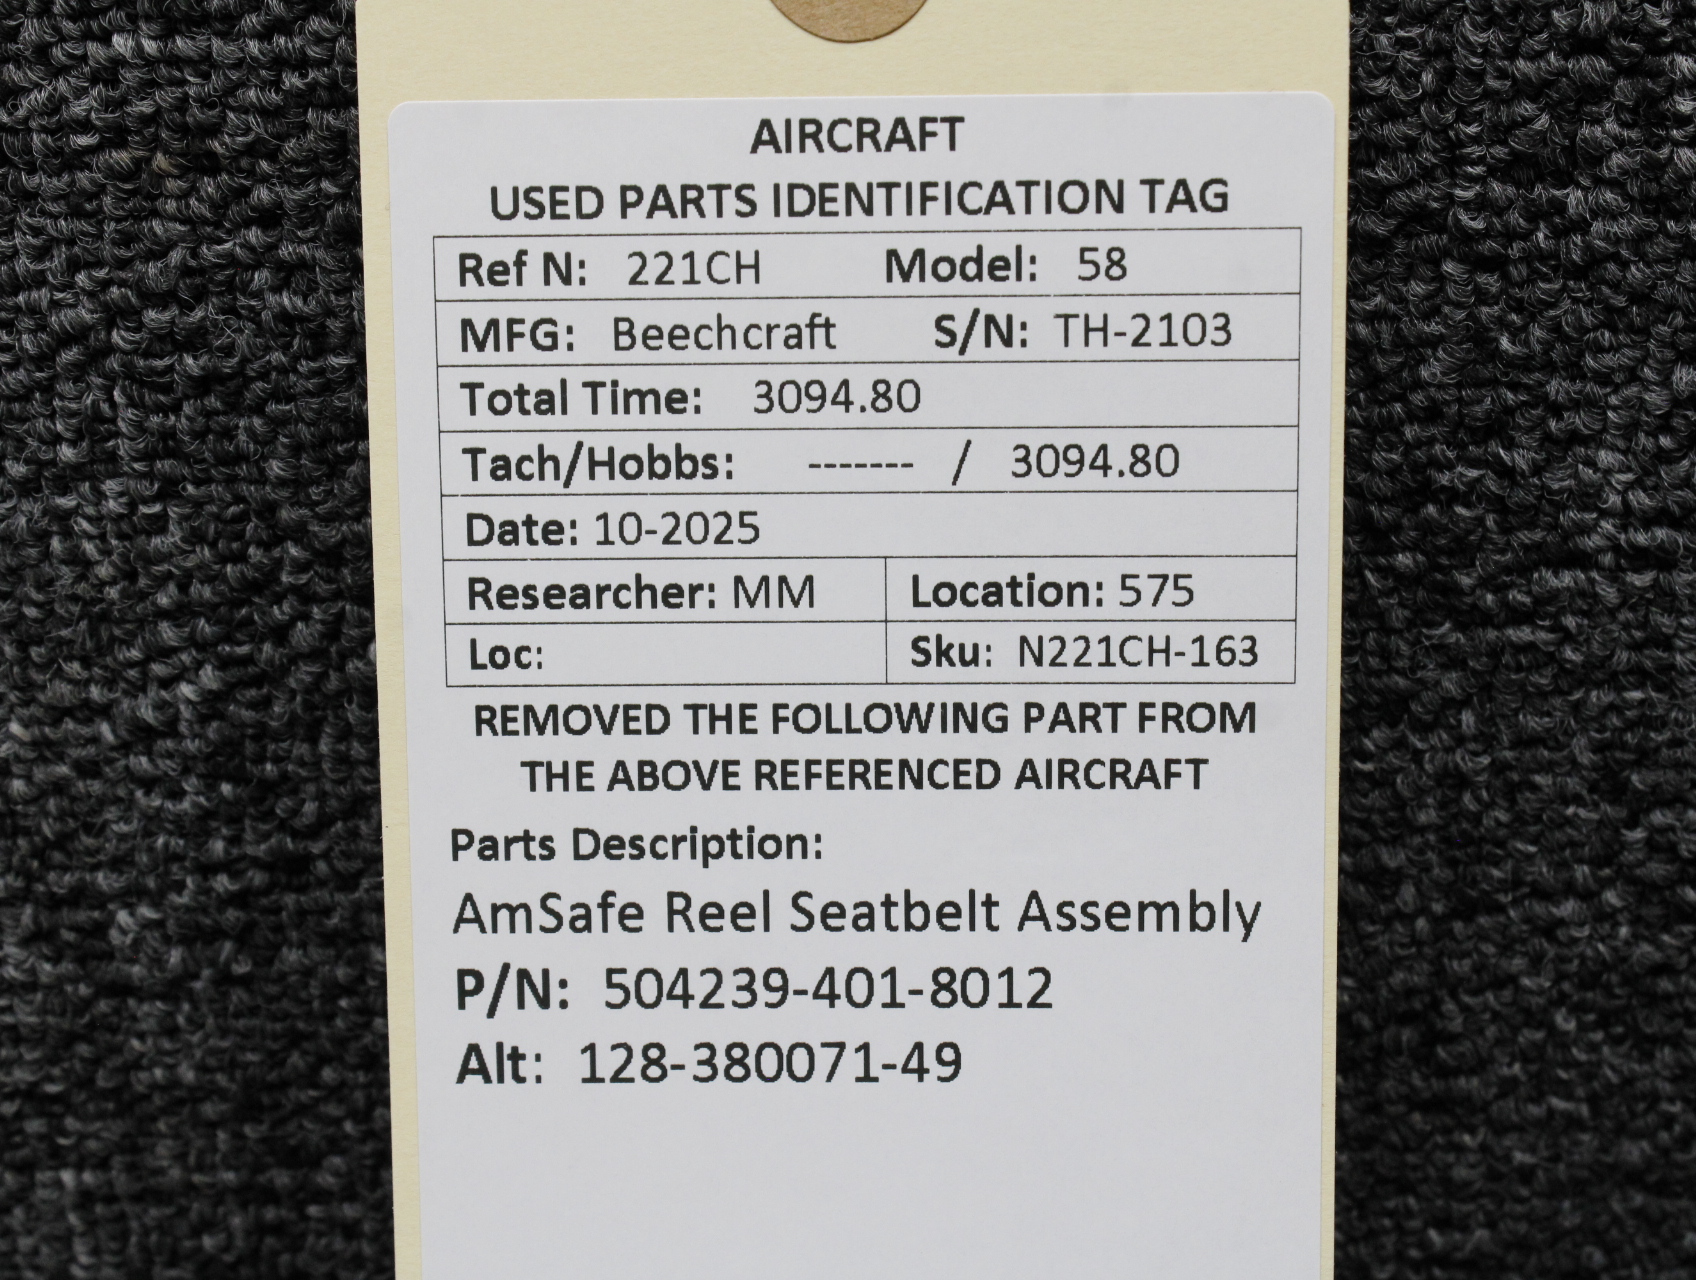 AIRCRAFT
USED PARTS IDENTIFICATION TAG
Ref N: 221CH Model: 58
MFG: Beechcraft S/N: TH-2103
Total Time: 3094.80
Tach/Hobbs: ------- / 3094.80
Date: 10-2025
Researcher: MM Location: 575
Loc: Sku: N221CH-163
REMOVED THE FOLLOWING PART FROM
THE ABOVE REFERENCED AIRCRAFT
Parts Description:
AmSafe Reel Seatbelt Assembly
P/N: 504239-401-8012
Alt: 128-380071-49